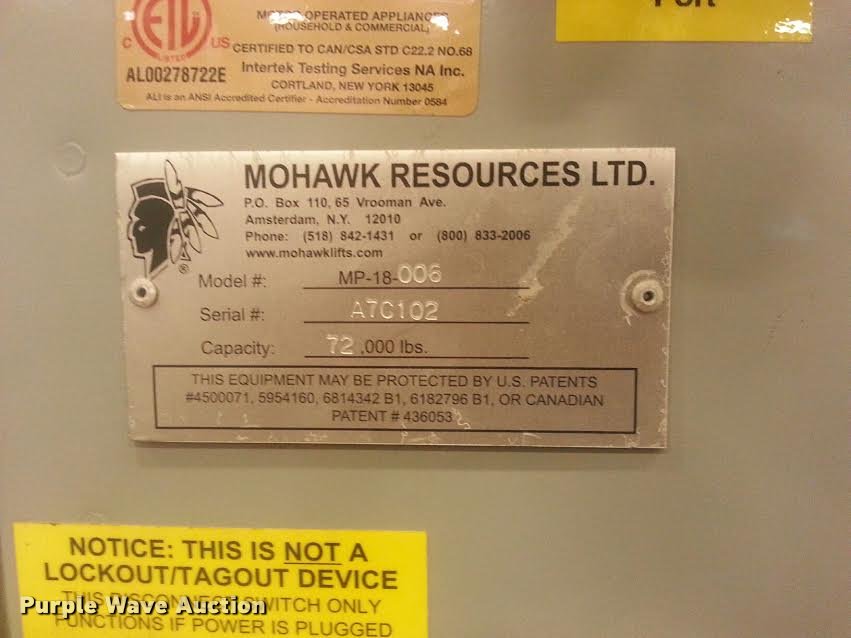 ETL
C US
LISTED
AL00278722E
MOTOR-OPERATED APPLIANCES
(HOUSEHOLD & COMMERCIAL)
CERTIFIED TO CAN/CSA STD C22.2 NO.68
Intertek Testing Services NA Inc.
CORTLAND, NEW YORK 13045
ALI is an ANSI Accredited Certifier - Accreditation Number 0584
Port
MOHAWK RESOURCES LTD.
P.O. Box 110, 65 Vrooman Ave.
Amsterdam, N.Y. 12010
Phone: (518) 842-1431 or (800) 833-2006
www.mohawklifts.com
®
Model #: MP-18-006
Serial #: A7C102
Capacity: 72 ,000 lbs.
THIS EQUIPMENT MAY BE PROTECTED BY U.S. PATENTS
#4500071, 5954160, 6814342 B1, 6182796 B1, OR CANADIAN
PATENT # 436053
NOTICE: THIS IS NOT A
LOCKOUT/TAGOUT DEVICE
THIS DISCONNECT SWITCH ONLY
FUNCTIONS IF POWER IS PLUGGED
Purple Wave Auction